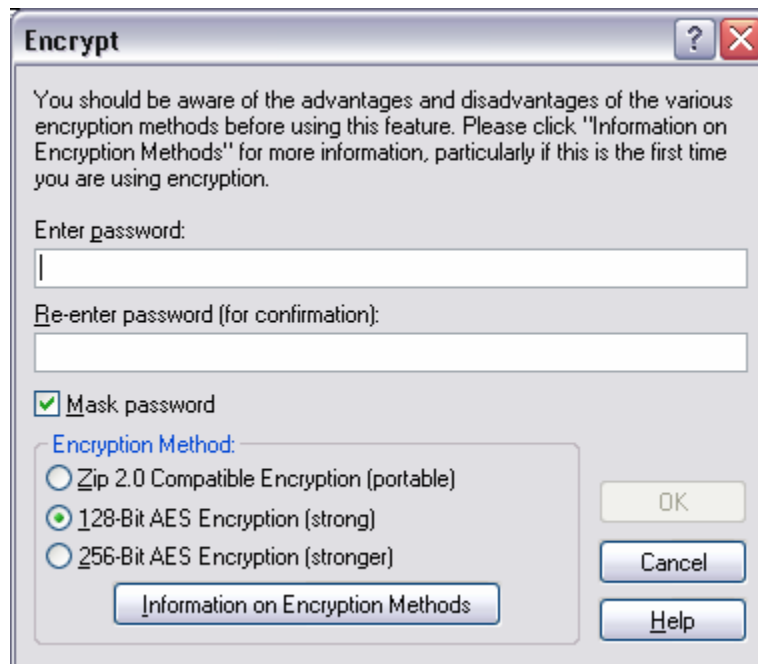 Encrypt
You should be aware of the advantages and disadvantages of the various
encryption methods before using this feature. Please click "Information on
Encryption Methods" for more information, particularly if this is the first time
you are using encryption.
Enter password:
Re-enter password (for confirmation):
Mask password
Encryption Method:
Zip 2.0 Compatible Encryption (portable)
128-Bit AES Encryption (strong)
256-Bit AES Encryption (stronger)
Information on Encryption Methods
OK
Cancel
Help